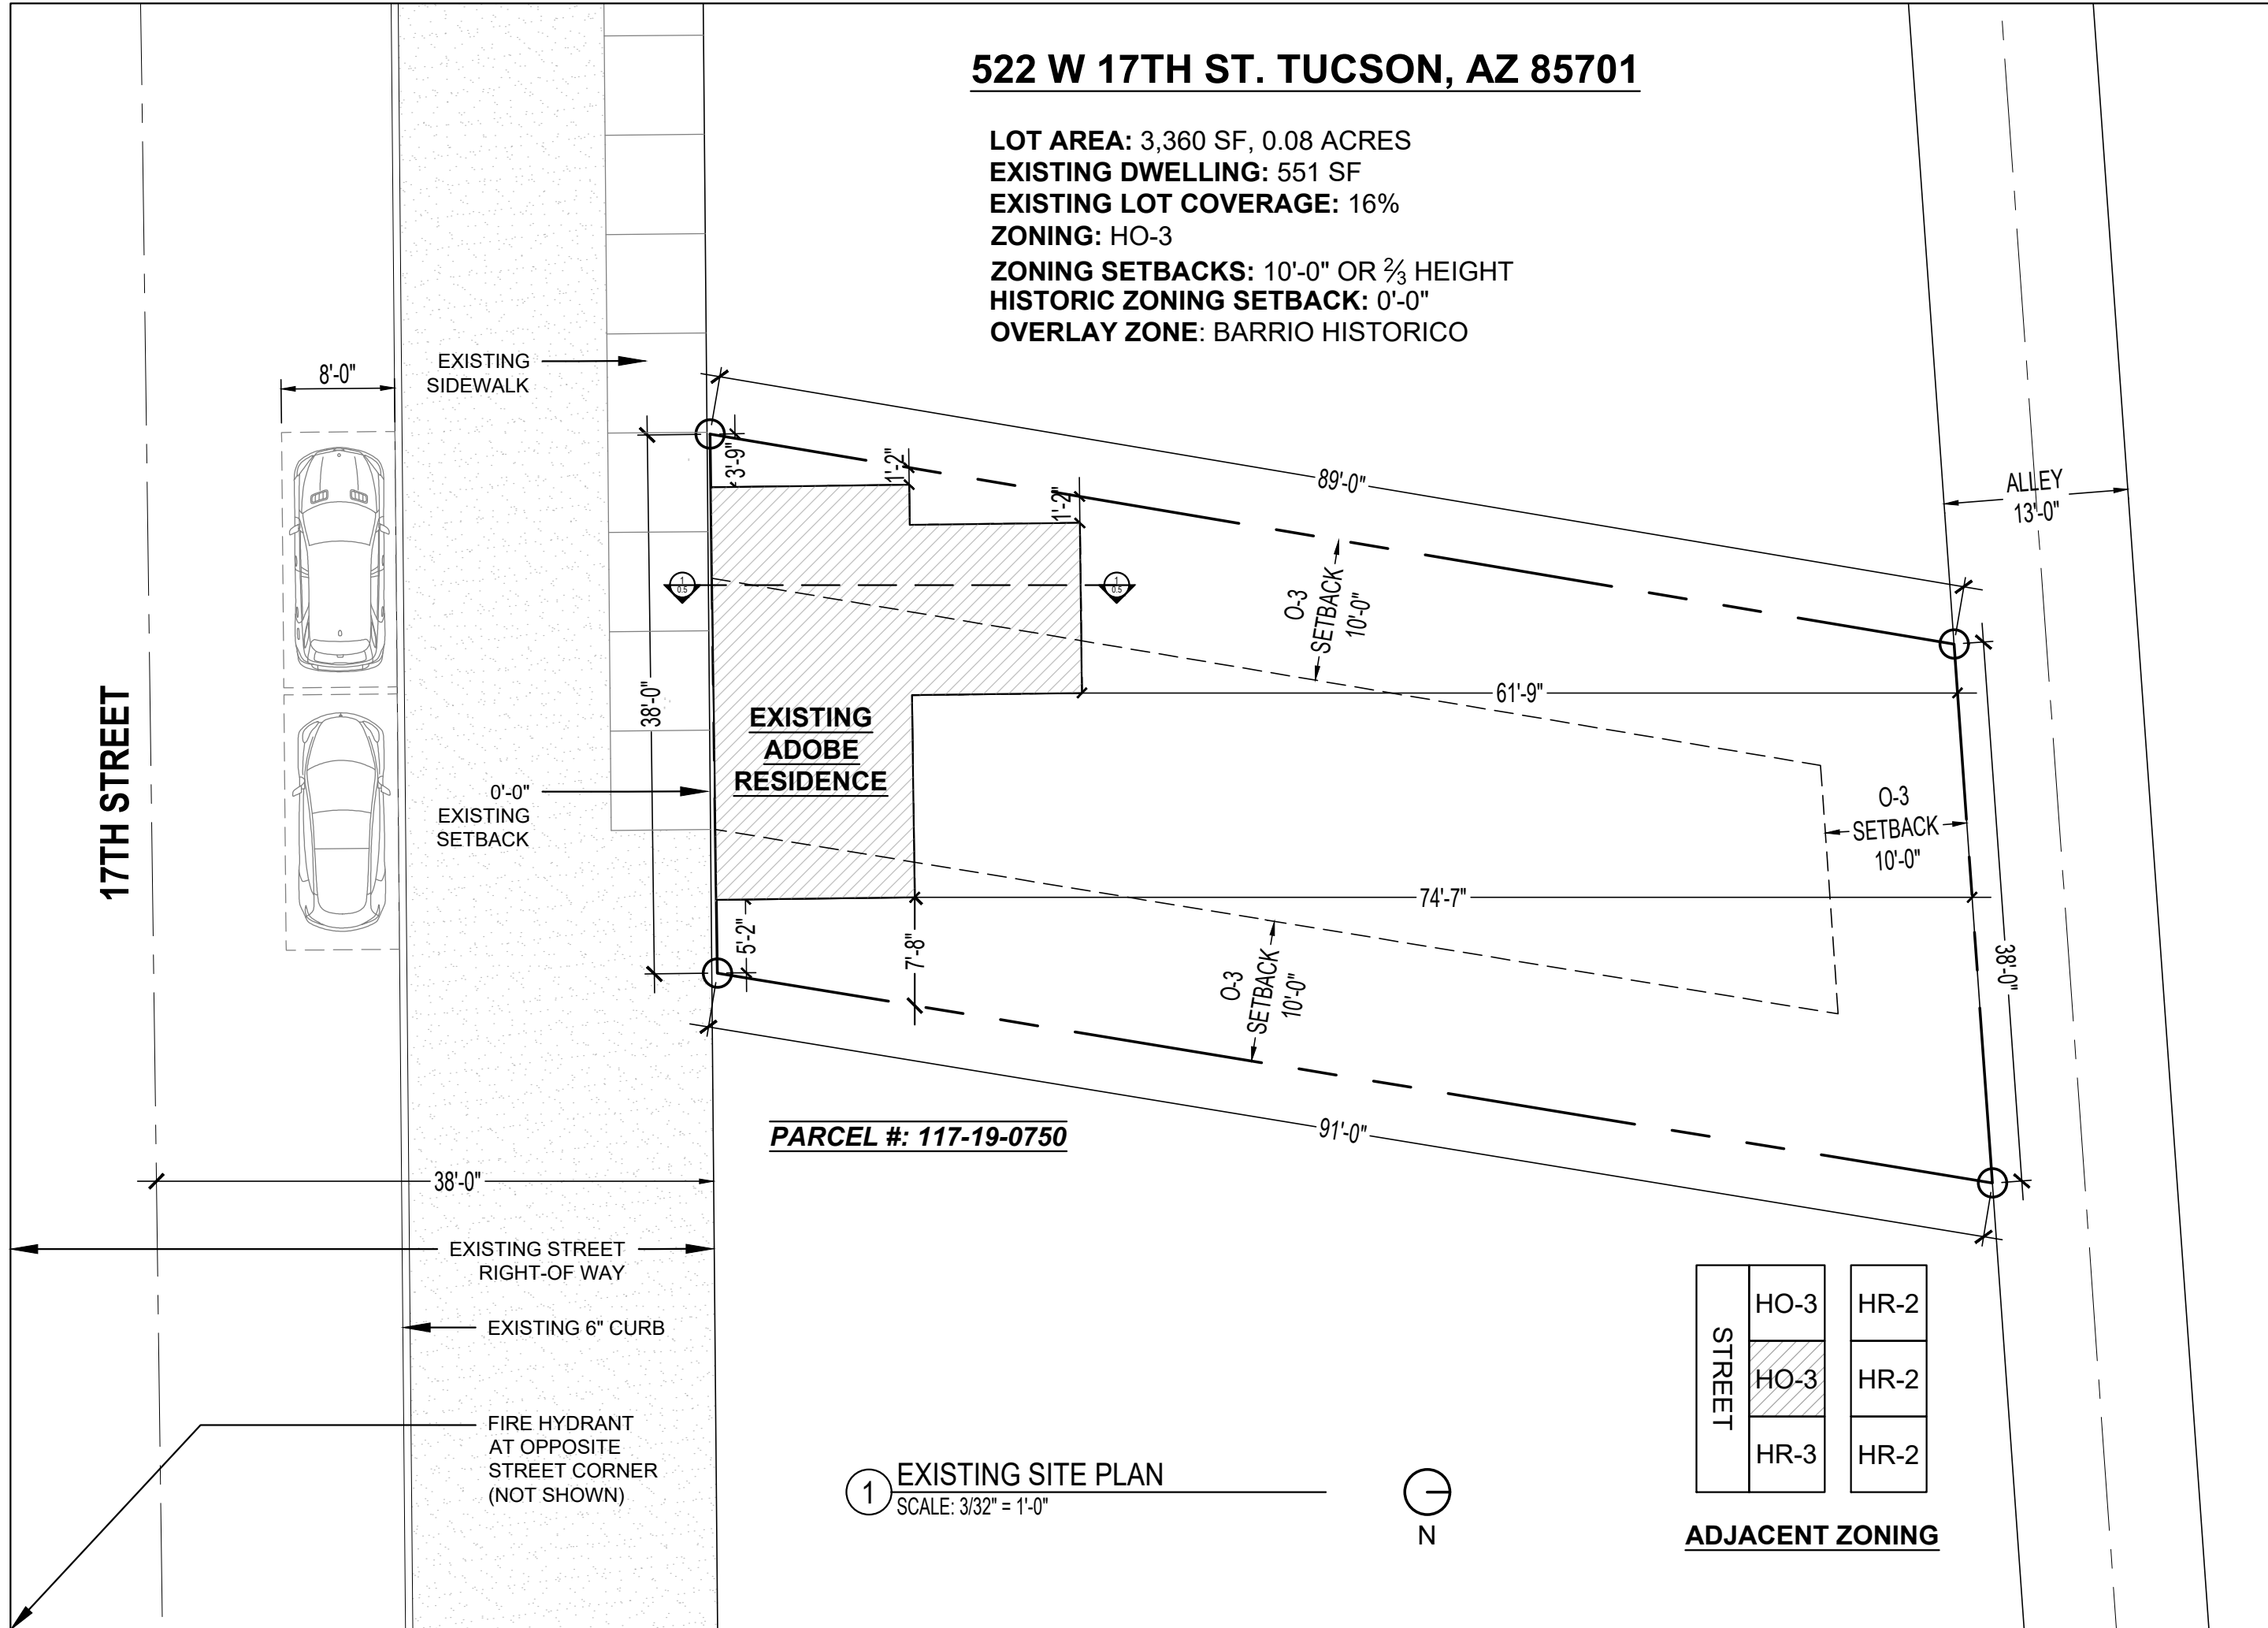 522 W 17TH ST. TUCSON, AZ 85701
LOT AREA: 3,360 SF, 0.08 ACRES
EXISTING DWELLING: 551 SF
EXISTING LOT COVERAGE: 16%
ZONING: HO-3
ZONING SETBACKS: 10'-0" OR ⅔ HEIGHT
HISTORIC ZONING SETBACK: 0'-0"
OVERLAY ZONE: BARRIO HISTORICO
EXISTING
SIDEWALK
8'-0"
3'-9"
1'-2"
1'-2"
89'-0"
ALLEY
13'-0"
1
0.5
1
0.5
O-3
SETBACK
10'-0"
17TH STREET
38'-0"
61'-9"
EXISTING
ADOBE
RESIDENCE
0'-0"
EXISTING
SETBACK
O-3
SETBACK
10'-0"
74'-7"
5'-2"
7'-8"
O-3
SETBACK
10'-0"
38'-0"
91'-0"
PARCEL #: 117-19-0750
38'-0"
EXISTING STREET
RIGHT-OF WAY
EXISTING 6" CURB
FIRE HYDRANT
AT OPPOSITE
STREET CORNER
(NOT SHOWN)
1
EXISTING SITE PLAN
SCALE: 3/32" = 1'-0"
N
STREET
HO-3
HR-2
HO-3
HR-2
HR-3
HR-2
ADJACENT ZONING